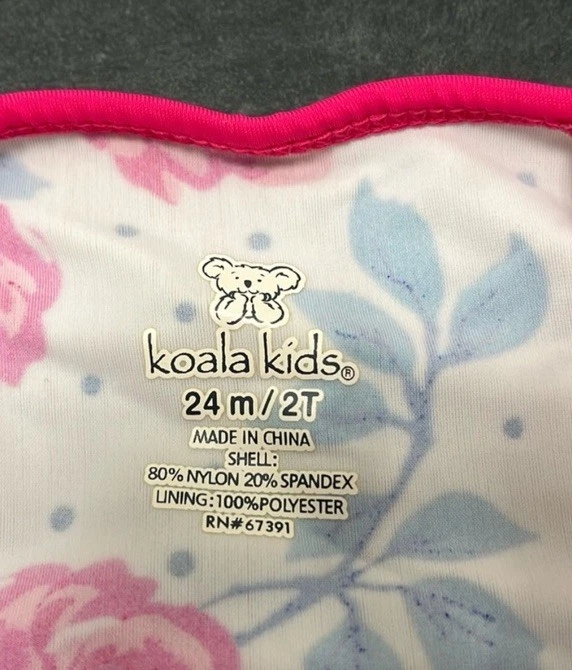 koala kids®
24 m/2T
MADE IN CHINA
SHELL:
80% NYLON 20% SPANDEX
LINING:100%POLYESTER
RN#67391